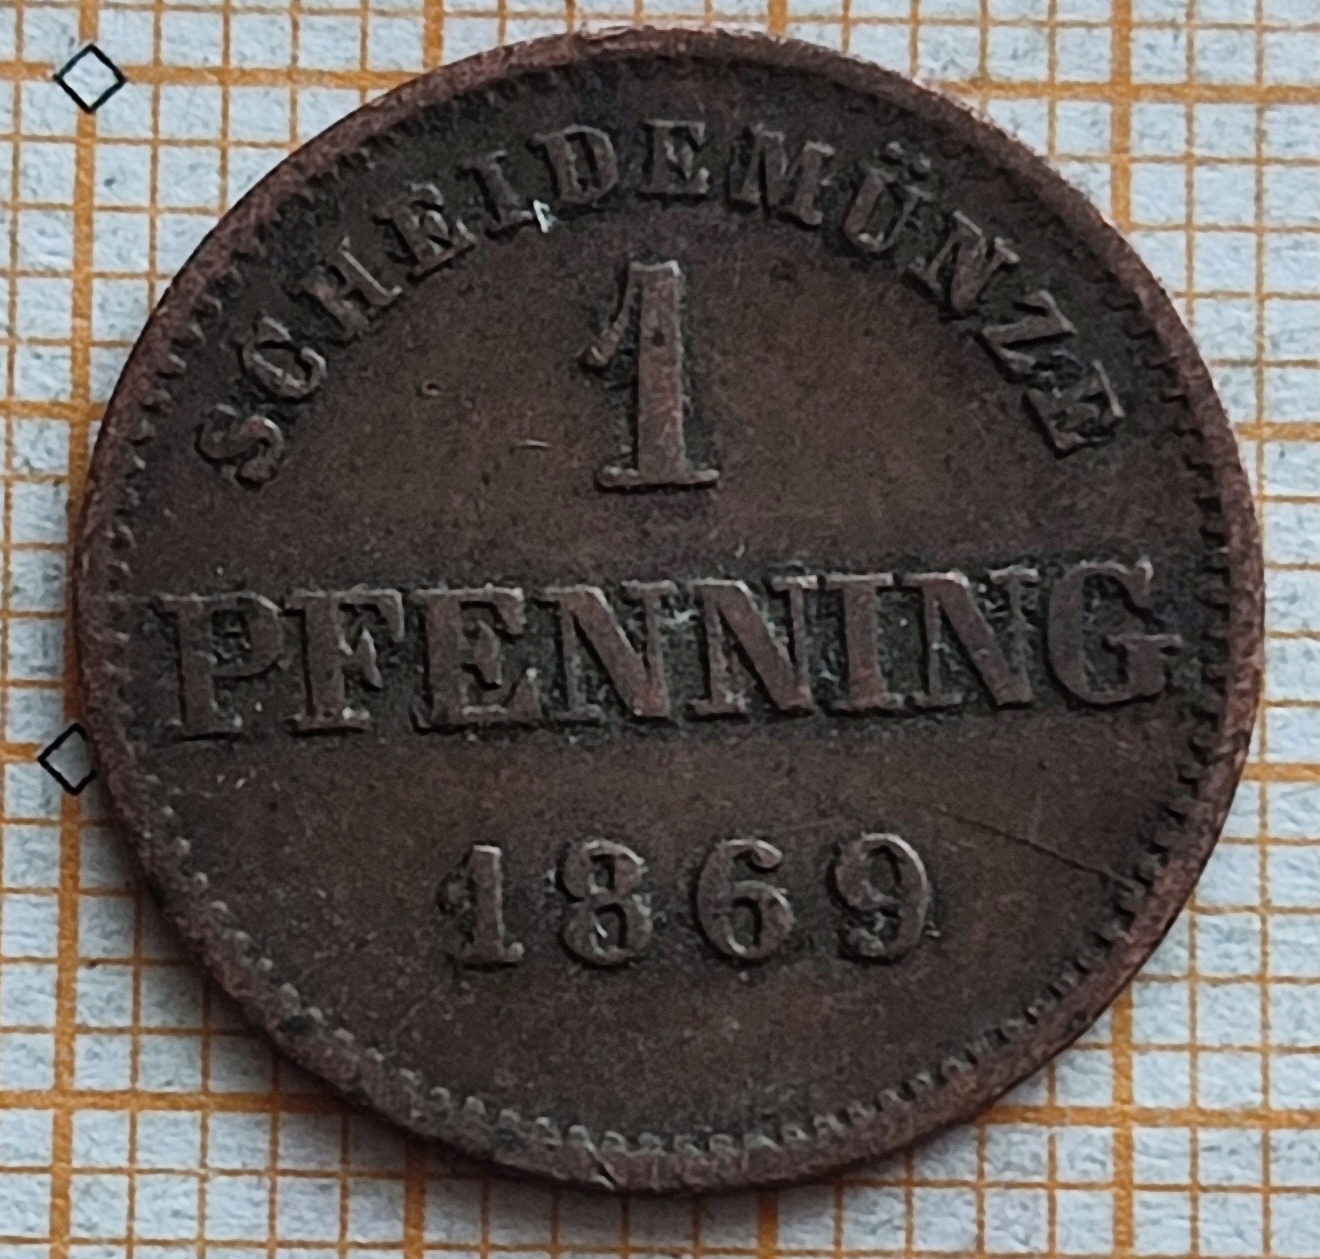 SCHEIDEMÜNZE
1
PFENNING
1869